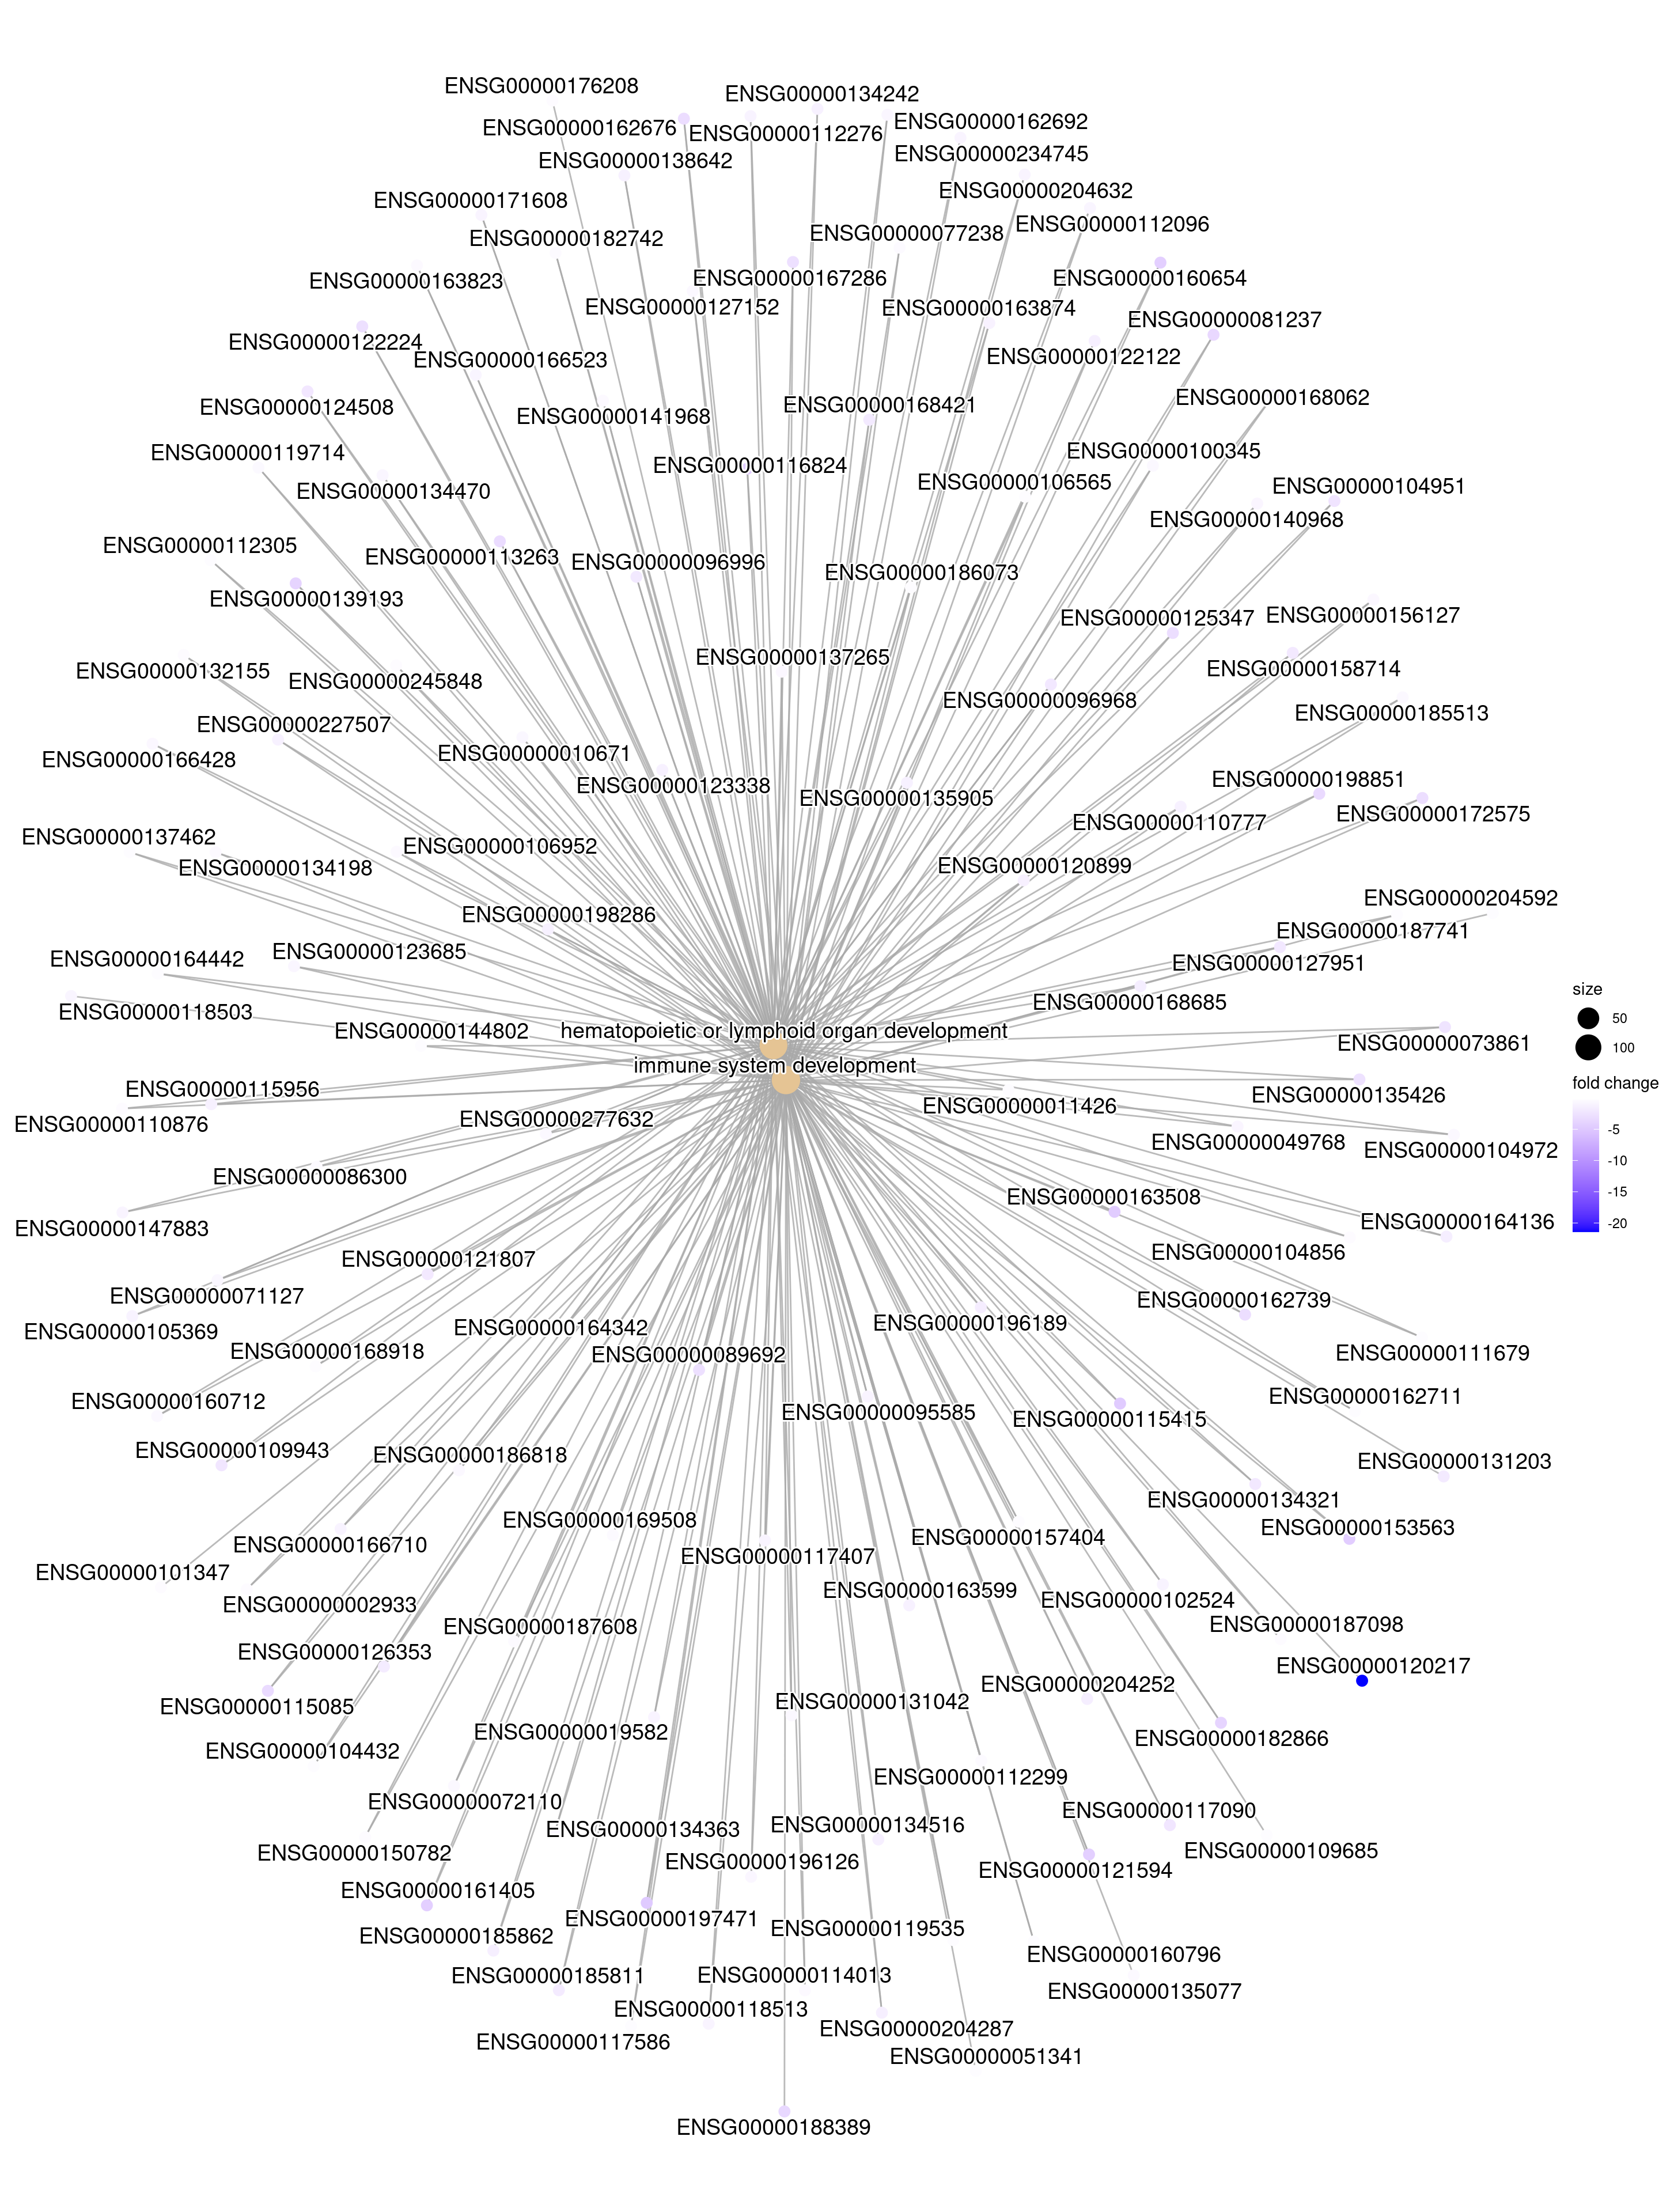 ENSG00000176208
ENSG00000134242
ENSG00000162676
ENSG00000112276
ENSG00000162692
ENSG00000138642
ENSG00000234745
ENSG00000204632
ENSG00000171608
ENSG00000112096
ENSG00000182742
ENSG00000077238
ENSG00000163823
ENSG00000167286
ENSG00000160654
ENSG00000127152
ENSG00000163874
ENSG00000081237
ENSG00000122224
ENSG00000166523
ENSG00000122122
ENSG00000168062
ENSG00000124508
ENSG00000141968
ENSG00000168421
ENSG00000119714
ENSG00000100345
ENSG00000116824
ENSG00000106565
ENSG00000104951
ENSG00000134470
ENSG00000140968
ENSG00000112305
ENSG00000113263
ENSG00000096996
ENSG00000186073
ENSG00000139193
ENSG00000125347
ENSG00000156127
ENSG00000137265
ENSG00000132155
ENSG00000245848
ENSG00000158714
ENSG00000096968
ENSG00000185513
ENSG00000227507
ENSG00000166428
ENSG00000010671
ENSG00000123338
ENSG00000135905
ENSG00000198851
ENSG00000172575
ENSG00000110777
ENSG00000137462
ENSG00000106952
ENSG00000134198
ENSG00000120899
ENSG00000204592
ENSG00000198286
ENSG00000187741
ENSG00000164442
ENSG00000123685
ENSG00000127951
ENSG00000168685
ENSG00000118503
ENSG00000144802
hematopoietic or lymphoid organ development
ENSG00000073861
immune system development
ENSG00000115956
ENSG00000135426
ENSG00000110876
ENSG00000277632
ENSG00000011426
ENSG00000049768
ENSG00000104972
ENSG00000086300
ENSG00000163508
ENSG00000147883
ENSG00000164136
ENSG00000121807
ENSG00000104856
ENSG00000071127
ENSG00000162739
ENSG00000105369
ENSG00000164342
ENSG00000196189
ENSG00000168918
ENSG00000089692
ENSG00000111679
ENSG00000160712
ENSG00000162711
ENSG00000095585
ENSG00000115415
ENSG00000109943
ENSG00000186818
ENSG00000131203
ENSG00000134321
ENSG00000169508
ENSG00000153563
ENSG00000166710
ENSG00000157404
ENSG00000117407
ENSG00000101347
ENSG00000163599
ENSG00000102524
ENSG00000002933
ENSG00000187608
ENSG00000187098
ENSG00000126353
ENSG00000120217
ENSG00000204252
ENSG00000115085
ENSG00000131042
ENSG00000019582
ENSG00000182866
ENSG00000104432
ENSG00000112299
ENSG00000072110
ENSG00000117090
ENSG00000134363
ENSG00000134516
ENSG00000150782
ENSG00000109685
ENSG00000196126
ENSG00000121594
ENSG00000161405
ENSG00000197471
ENSG00000119535
ENSG00000185862
ENSG00000160796
ENSG00000185811
ENSG00000114013
ENSG00000135077
ENSG00000118513
ENSG00000204287
ENSG00000117586
ENSG00000051341
ENSG00000188389
size
50
100
fold change
-5
-10
-15
-20